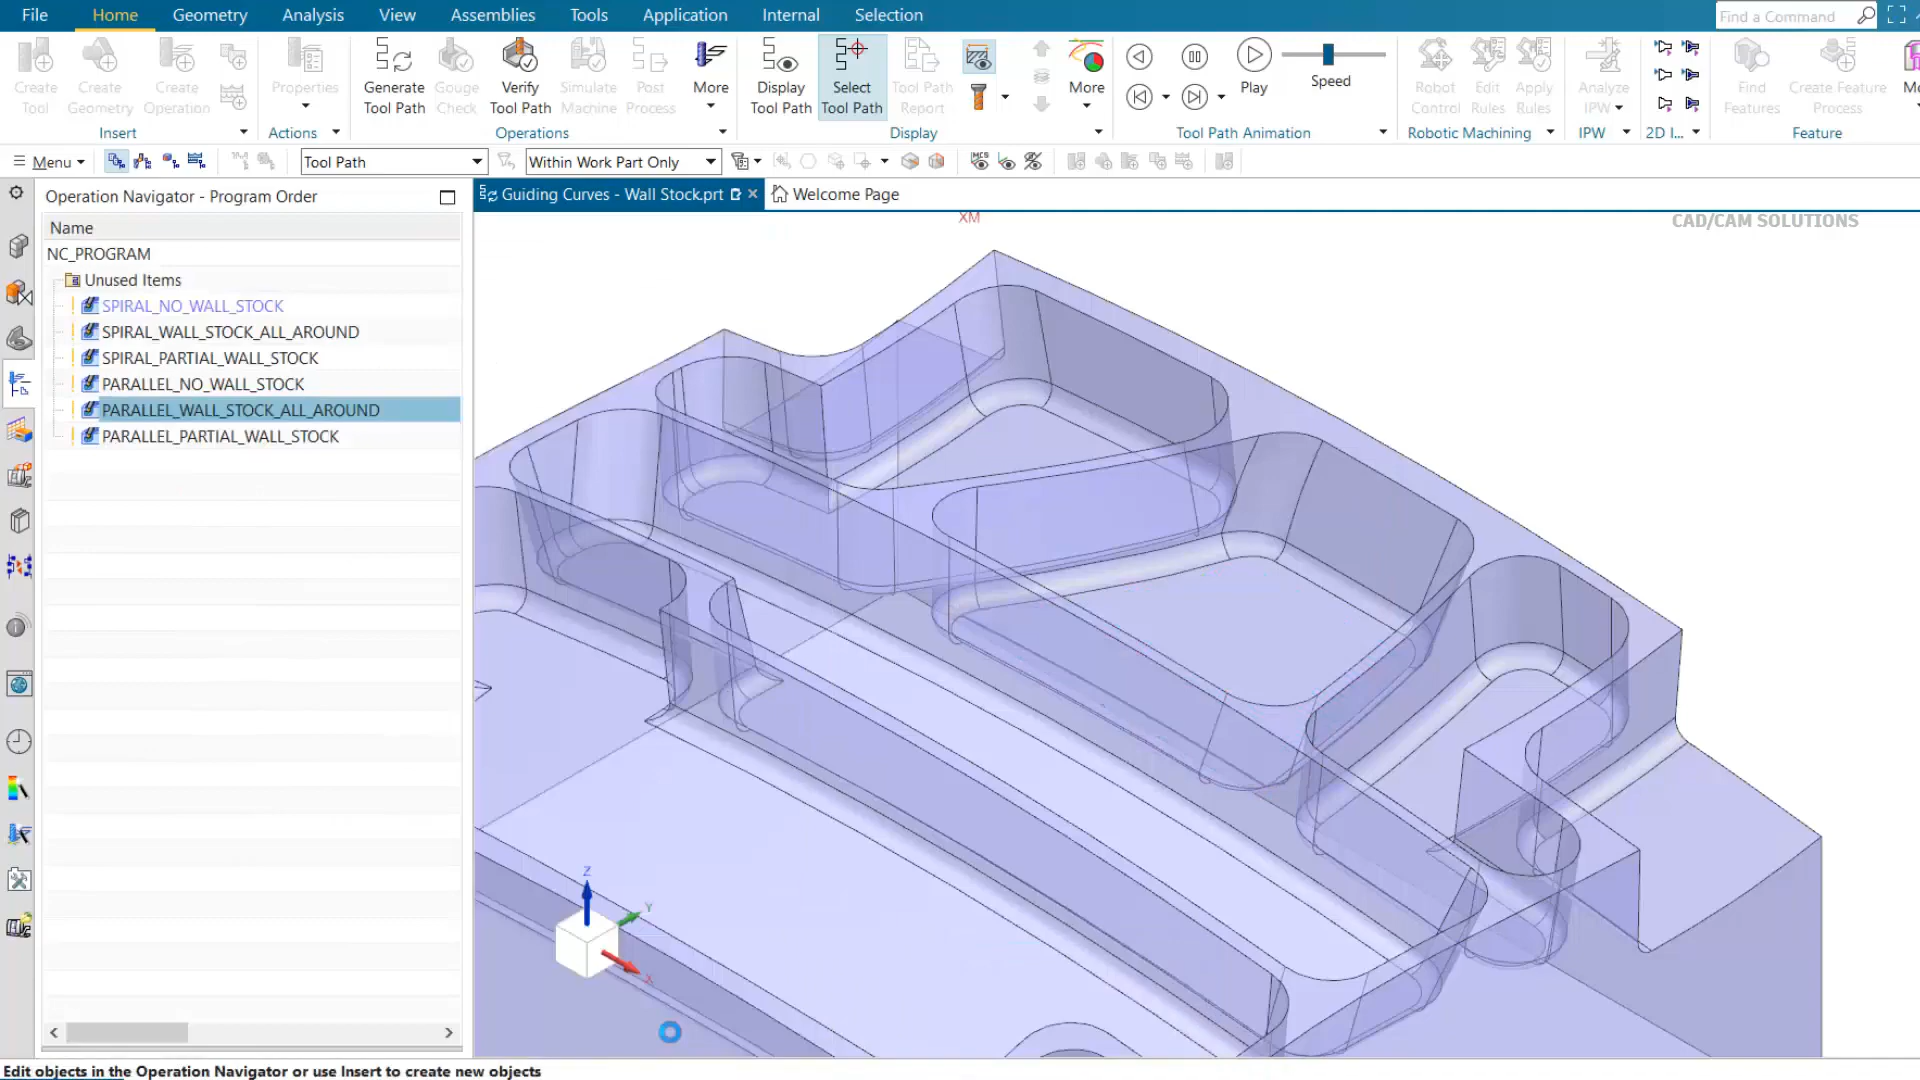 File Home Geometry Analysis View Assemblies Tools Application Internal Selection Find a Command
Create Tool
Create Geometry
Create Operation
Insert
Properties
Actions
Generate Tool Path
Gouge Check
Verify Tool Path
Simulate Machine
Post Process
More
Operations
Display Tool Path
Select Tool Path
Tool Path Report
More
Display
Play
Speed
Tool Path Animation
Robot Control
Edit Rules
Apply Rules
Robotic Machining
Analyze IPW
IPW
2D I...
Find Features
Create Feature Process
Feature
Menu
Tool Path
Within Work Part Only
MCS
Operation Navigator - Program Order
Guiding Curves - Wall Stock.prt
Welcome Page
Name
NC_PROGRAM
Unused Items
SPIRAL_NO_WALL_STOCK
SPIRAL_WALL_STOCK_ALL_AROUND
SPIRAL_PARTIAL_WALL_STOCK
PARALLEL_NO_WALL_STOCK
PARALLEL_WALL_STOCK_ALL_AROUND
PARALLEL_PARTIAL_WALL_STOCK
XM
CAD/CAM SOLUTIONS
Z
Y
X
Edit objects in the Operation Navigator or use Insert to create new objects